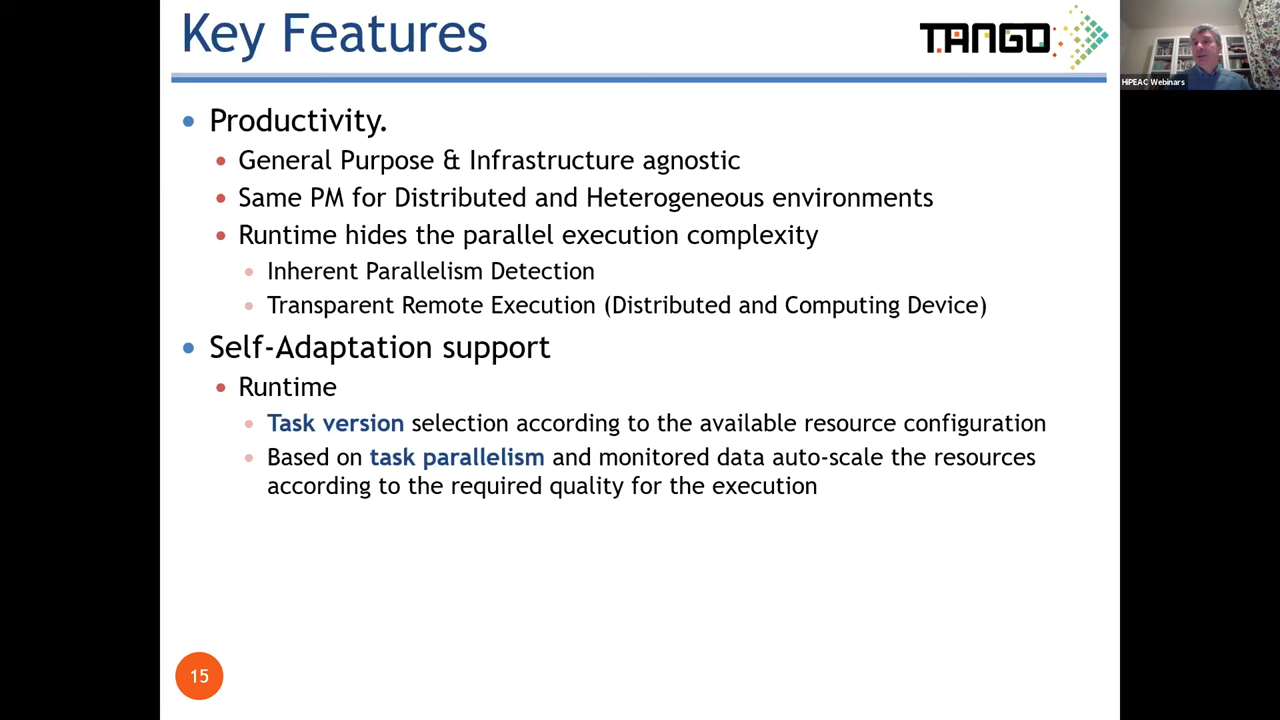 Key Features
TANGO
HiPEAC Webinars
Productivity.
General Purpose & Infrastructure agnostic
Same PM for Distributed and Heterogeneous environments
Runtime hides the parallel execution complexity
Inherent Parallelism Detection
Transparent Remote Execution (Distributed and Computing Device)
Self-Adaptation support
Runtime
Task version selection according to the available resource configuration
Based on task parallelism and monitored data auto-scale the resources
according to the required quality for the execution
15